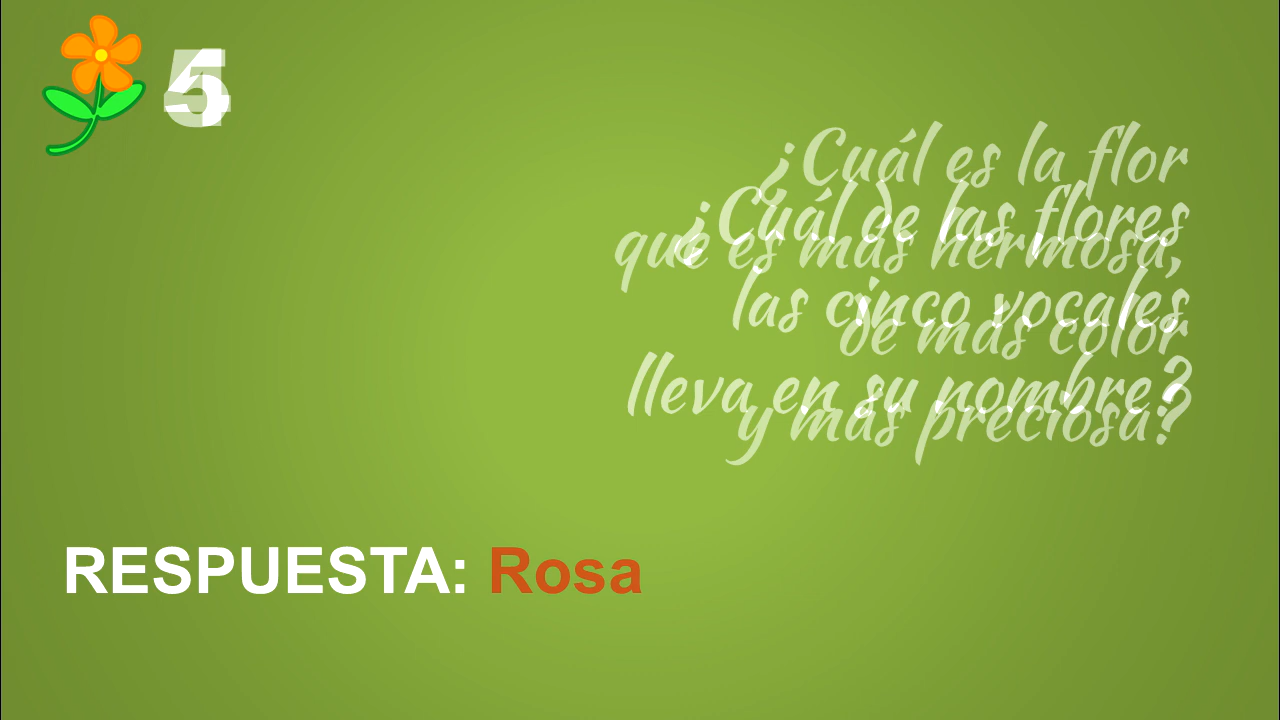 ¿Cuál es la flor
que es más hermosa,
de más color
y más preciosa?
¿Cuál de las flores
las cinco vocales
lleva en su nombre?
RESPUESTA: Rosa